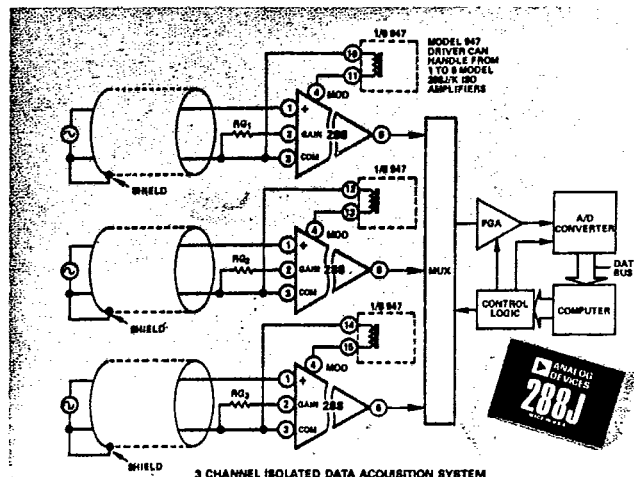 1/8 947
10
11
MODEL 947
DRIVER CAN
HANDLE FROM
1 TO 8 MODEL
288J/K ISO
AMPLIFIERS
4 MOD
1 +
RG1
2 GAIN 288
6
3 COM
SHIELD
1/8 947
12
13
4 MOD
1 +
RG2
2 GAIN 288
6
3 COM
SHIELD
1/8 947
14
15
4 MOD
1 +
RG3
2 GAIN 288
6
3 COM
SHIELD
MUX
PGA
A/D
CONVERTER
DAT
BUS
CONTROL
LOGIC
COMPUTER
ANALOG
DEVICES
288J
3 CHANNEL ISOLATED DATA ACQUISITION SYSTEM